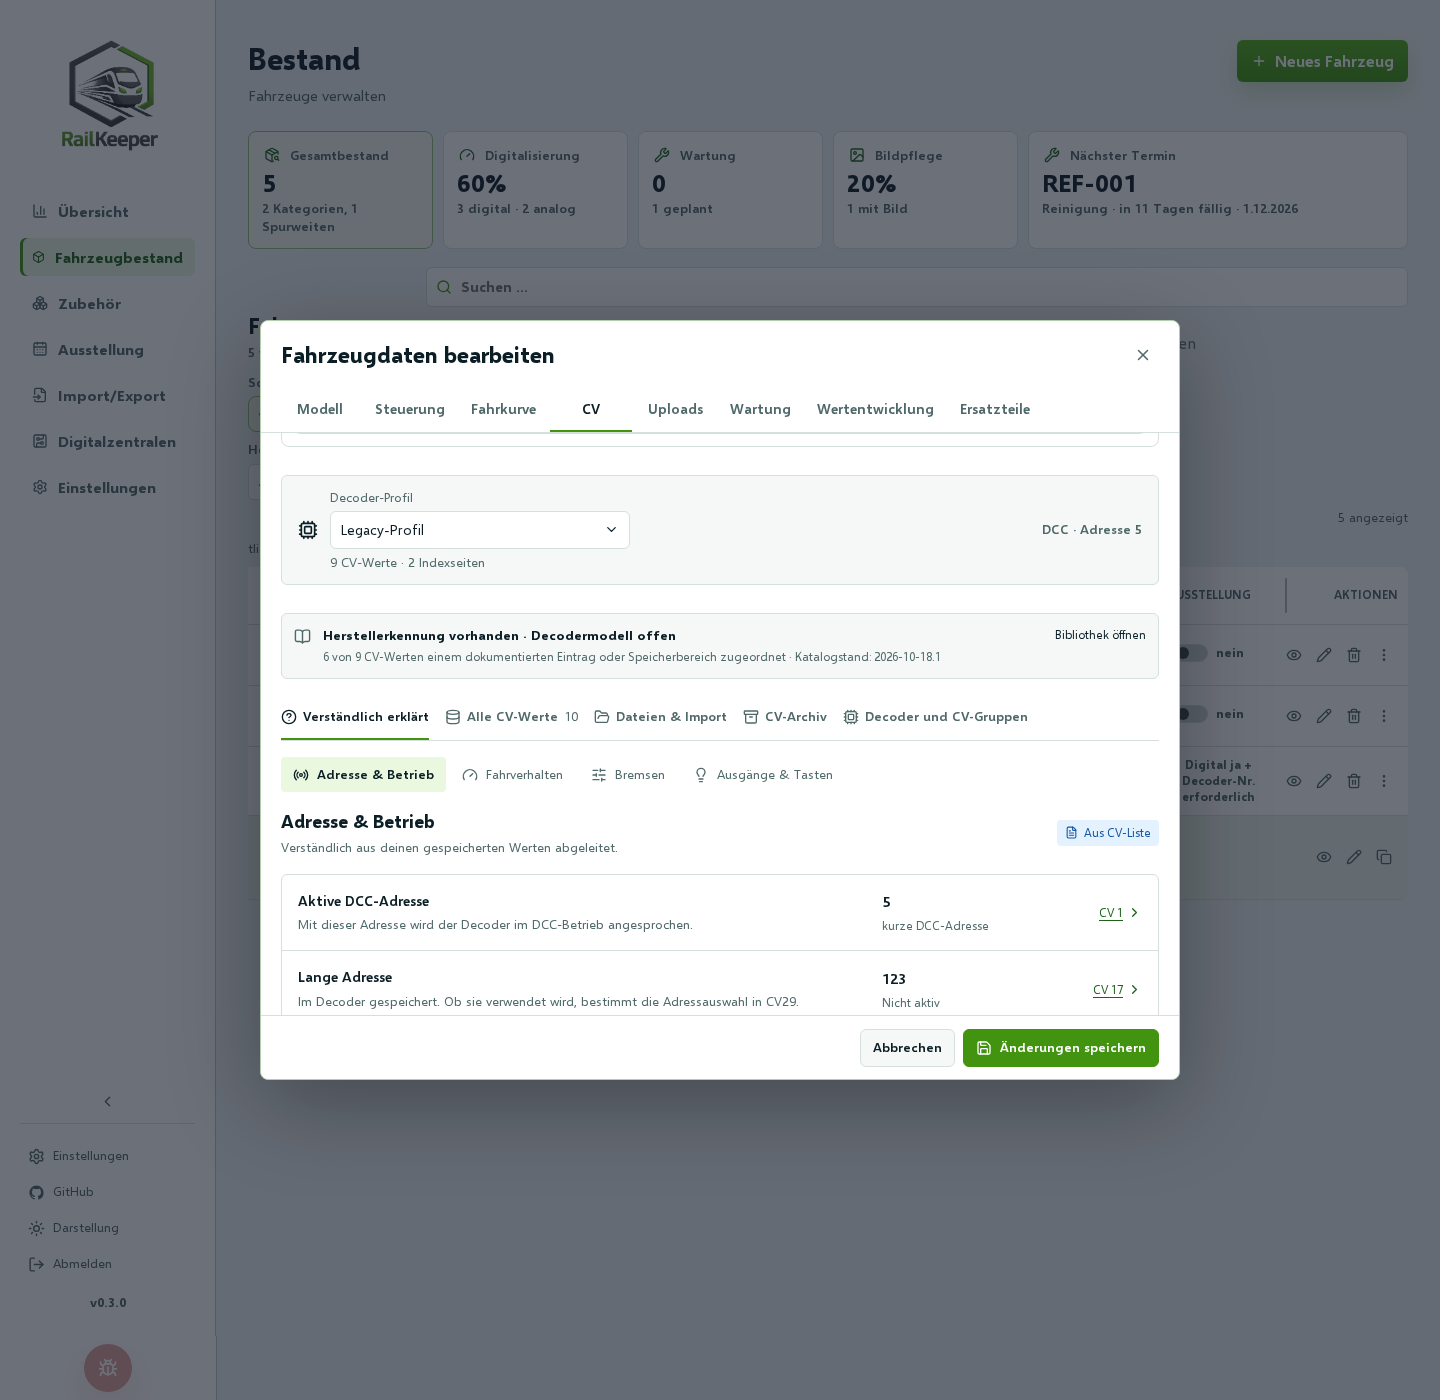 RailKeeper
Übersicht
Fahrzeugbestand
Zubehör
Ausstellung
Import/Export
Digitalzentralen
Einstellungen
Einstellungen
GitHub
Darstellung
Abmelden
v0.3.0
Bestand
Fahrzeuge verwalten
Neues Fahrzeug
Gesamtbestand
5
2 Kategorien, 1
Spurweiten
Digitalisierung
60%
3 digital · 2 analog
Wartung
0
1 geplant
Bildpflege
20%
1 mit Bild
Nächster Termin
REF-001
Reinigung · in 11 Tagen fällig · 1.12.2026
Suchen ...
5 angezeigt
AKTIONEN
nein
nein
Digital ja +
Decoder-Nr.
erforderlich
Fahrzeugdaten bearbeiten
Modell
Steuerung
Fahrkurve
CV
Uploads
Wartung
Wertentwicklung
Ersatzteile
Decoder-Profil
Legacy-Profil
9 CV-Werte · 2 Indexseiten
DCC · Adresse 5
Herstellerkennung vorhanden · Decodermodell offen
6 von 9 CV-Werten einem dokumentierten Eintrag oder Speicherbereich zugeordnet · Katalogstand: 2026-10-18.1
Bibliothek öffnen
Verständlich erklärt
Alle CV-Werte 10
Dateien & Import
CV-Archiv
Decoder und CV-Gruppen
Adresse & Betrieb
Fahrverhalten
Bremsen
Ausgänge & Tasten
Adresse & Betrieb
Verständlich aus deinen gespeicherten Werten abgeleitet.
Aus CV-Liste
Aktive DCC-Adresse
Mit dieser Adresse wird der Decoder im DCC-Betrieb angesprochen.
5
kurze DCC-Adresse
CV 1
Lange Adresse
Im Decoder gespeichert. Ob sie verwendet wird, bestimmt die Adressauswahl in CV29.
123
Nicht aktiv
CV 17
Abbrechen
Änderungen speichern